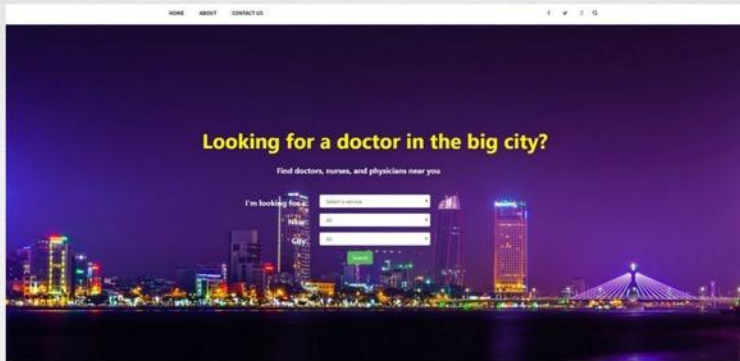 HOME ABOUT CONTACT US
Looking for a doctor in the big city?
Find doctors, nurses, and physicians near you
I'm looking for a: Select a service
Near: All
City: All
Search